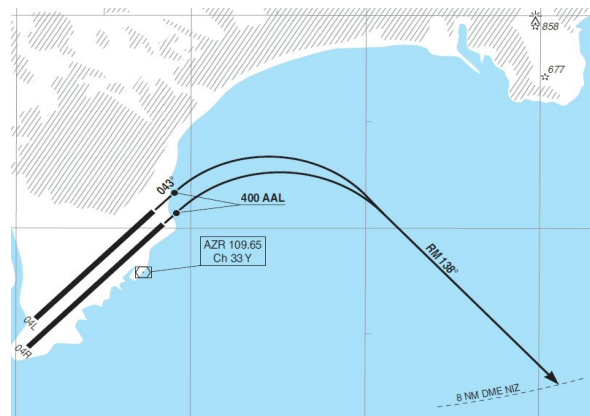 858
677
043°
400 AAL
AZR 109.65
Ch 33 Y
RM 138°
04L
04R
8 NM DME NIZ